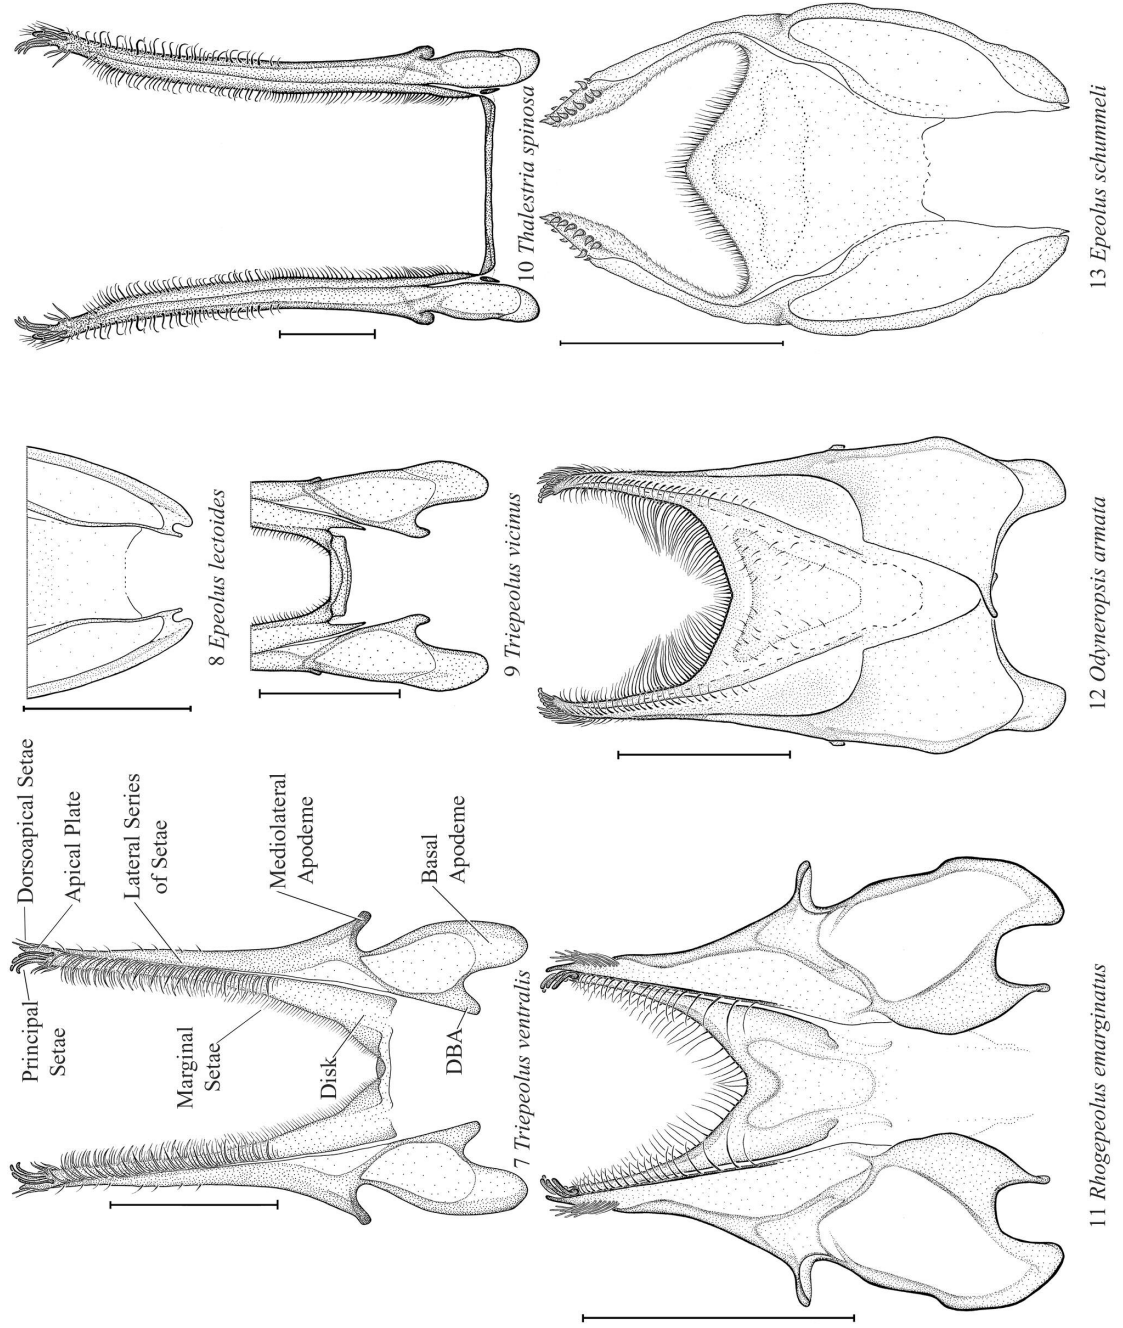 Principal
Setae
Dorsoapical Setae
Apical Plate
Lateral Series
of Setae
Marginal
Setae
Mediolateral
Apodeme
Disk
Basal
Apodeme
DBA
7 Triepeolus ventralis
8 Epeolus lectoides
9 Triepeolus vicinus
10 Thalestria spinosa
11 Rhogepeolus emarginatus
12 Odyneropsis armata
13 Epeolus schummeli